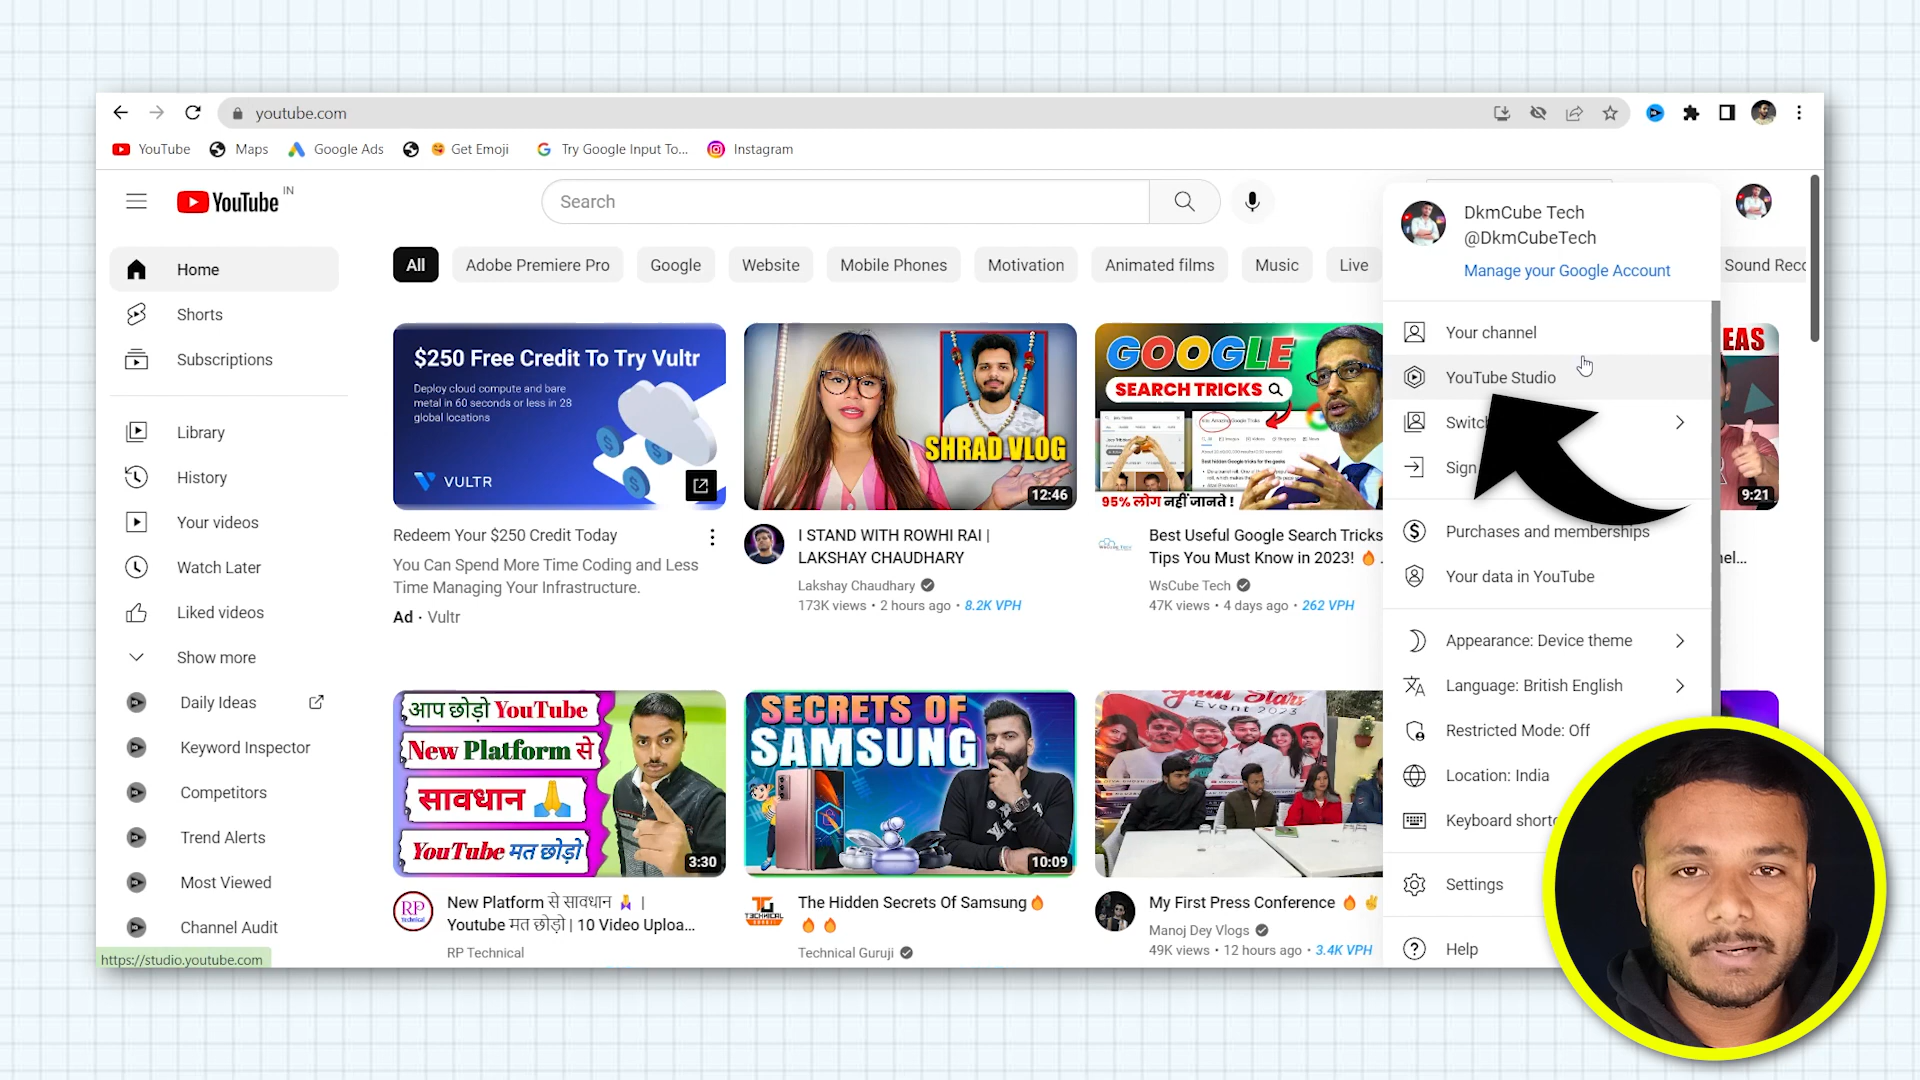 youtube.com
YouTube
Maps
Google Ads
Get Emoji
Try Google Input To...
Instagram
YouTube IN
Search
DkmCube Tech
@DkmCubeTech
Manage your Google Account
Home
Shorts
Subscriptions
Library
History
Your videos
Watch Later
Liked videos
Show more
Daily Ideas
Keyword Inspector
Competitors
Trend Alerts
Most Viewed
Channel Audit
https://studio.youtube.com
All
Adobe Premiere Pro
Google
Website
Mobile Phones
Motivation
Animated films
Music
Live
Sound Reco
$250 Free Credit To Try Vultr
Deploy cloud compute and bare
metal in 60 seconds or less in 28
global locations
VULTR
Redeem Your $250 Credit Today
You Can Spend More Time Coding and Less
Time Managing Your Infrastructure.
Ad · Vultr
SHRAD VLOG
12:46
I STAND WITH ROWHI RAI |
LAKSHAY CHAUDHARY
Lakshay Chaudhary
173K views • 2 hours ago • 8.2K VPH
GOOGLE
SEARCH TRICKS
95% लोग नहीं जानते !
Best Useful Google Search Tricks
Tips You Must Know in 2023! 🔥
WsCube Tech
47K views • 4 days ago • 262 VPH
EAS
9:21
nel...
आप छोड़ो YouTube
New Platform से
सावधान 🙏
YouTube मत छोड़ो
3:30
RP
Technical
New Platform से सावधान 🙏 |
Youtube मत छोड़ो | 10 Video Uploa...
RP Technical
SECRETS OF
SAMSUNG
10:09
TG
TECHNICAL
The Hidden Secrets Of Samsung🔥
🔥 🔥
Technical Guruji
Event 2023
My First Press Conference 🔥 ✌
Manoj Dey Vlogs
49K views • 12 hours ago • 3.4K VPH
Your channel
YouTube Studio
Switc
Sign
Purchases and memberships
Your data in YouTube
Appearance: Device theme
Language: British English
Restricted Mode: Off
Location: India
Keyboard shortc
Settings
Help